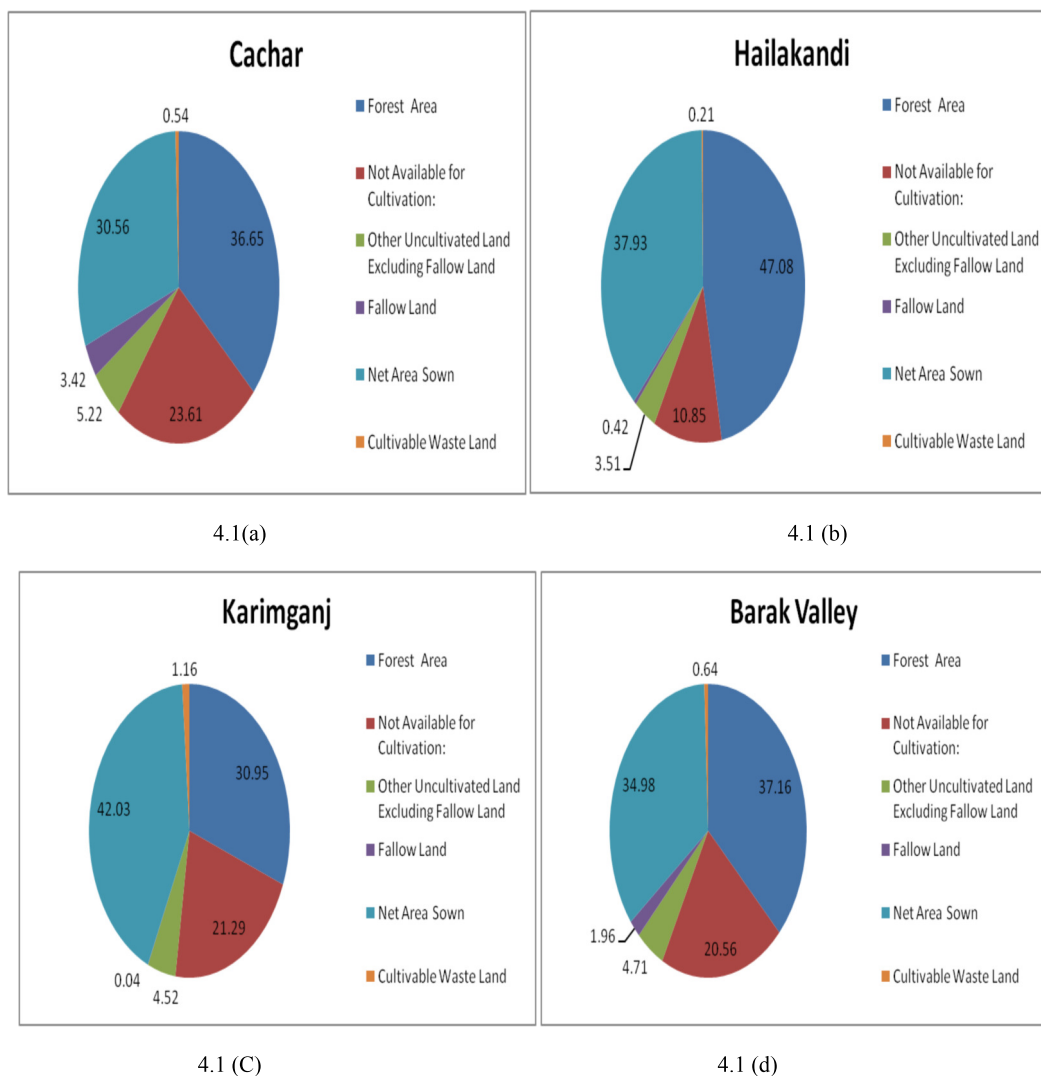 Cachar
0.54
36.65
23.61
5.22
3.42
30.56
Forest Area
Not Available for
Cultivation:
Other Uncultivated Land
Excluding Fallow Land
Fallow Land
Net Area Sown
Cultivable Waste Land
4.1(a)
Hailakandi
0.21
47.08
10.85
3.51
0.42
37.93
Forest Area
Not Available for
Cultivation:
Other Uncultivated Land
Excluding Fallow Land
Fallow Land
Net Area Sown
Cultivable Waste Land
4.1 (b)
Karimganj
1.16
30.95
21.29
4.52
0.04
42.03
Forest Area
Not Available for
Cultivation:
Other Uncultivated Land
Excluding Fallow Land
Fallow Land
Net Area Sown
Cultivable Waste Land
4.1 (C)
Barak Valley
0.64
37.16
20.56
4.71
1.96
34.98
Forest Area
Not Available for
Cultivation:
Other Uncultivated Land
Excluding Fallow Land
Fallow Land
Net Area Sown
Cultivable Waste Land
4.1 (d)